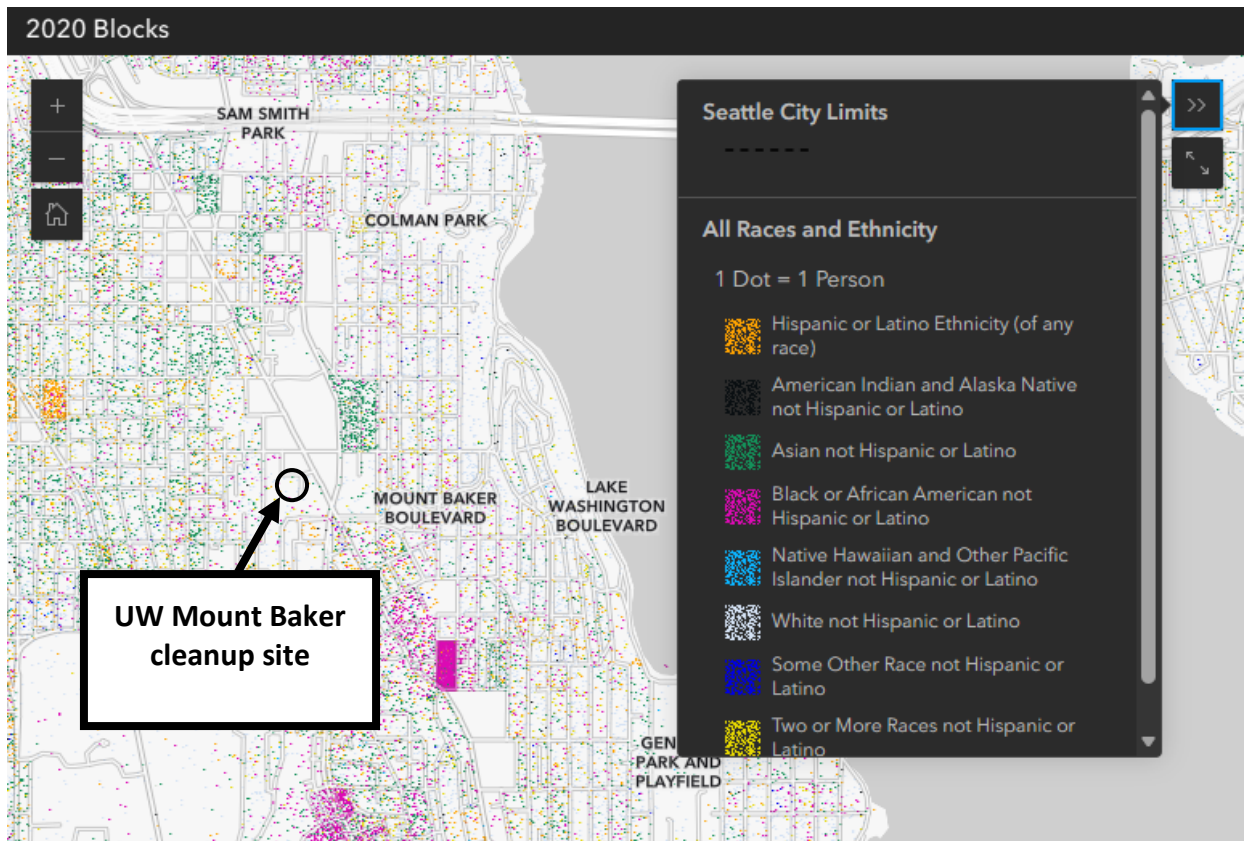 2020 Blocks
SAM SMITH
PARK
COLMAN PARK
MOUNT BAKER
BOULEVARD
LAKE
WASHINGTON
BOULEVARD
UW Mount Baker
cleanup site
GEN
PARK AND
PLAYFIELD
Seattle City Limits
All Races and Ethnicity
1 Dot = 1 Person
Hispanic or Latino Ethnicity (of any
race)
American Indian and Alaska Native
not Hispanic or Latino
Asian not Hispanic or Latino
Black or African American not
Hispanic or Latino
Native Hawaiian and Other Pacific
Islander not Hispanic or Latino
White not Hispanic or Latino
Some Other Race not Hispanic or
Latino
Two or More Races not Hispanic or
Latino